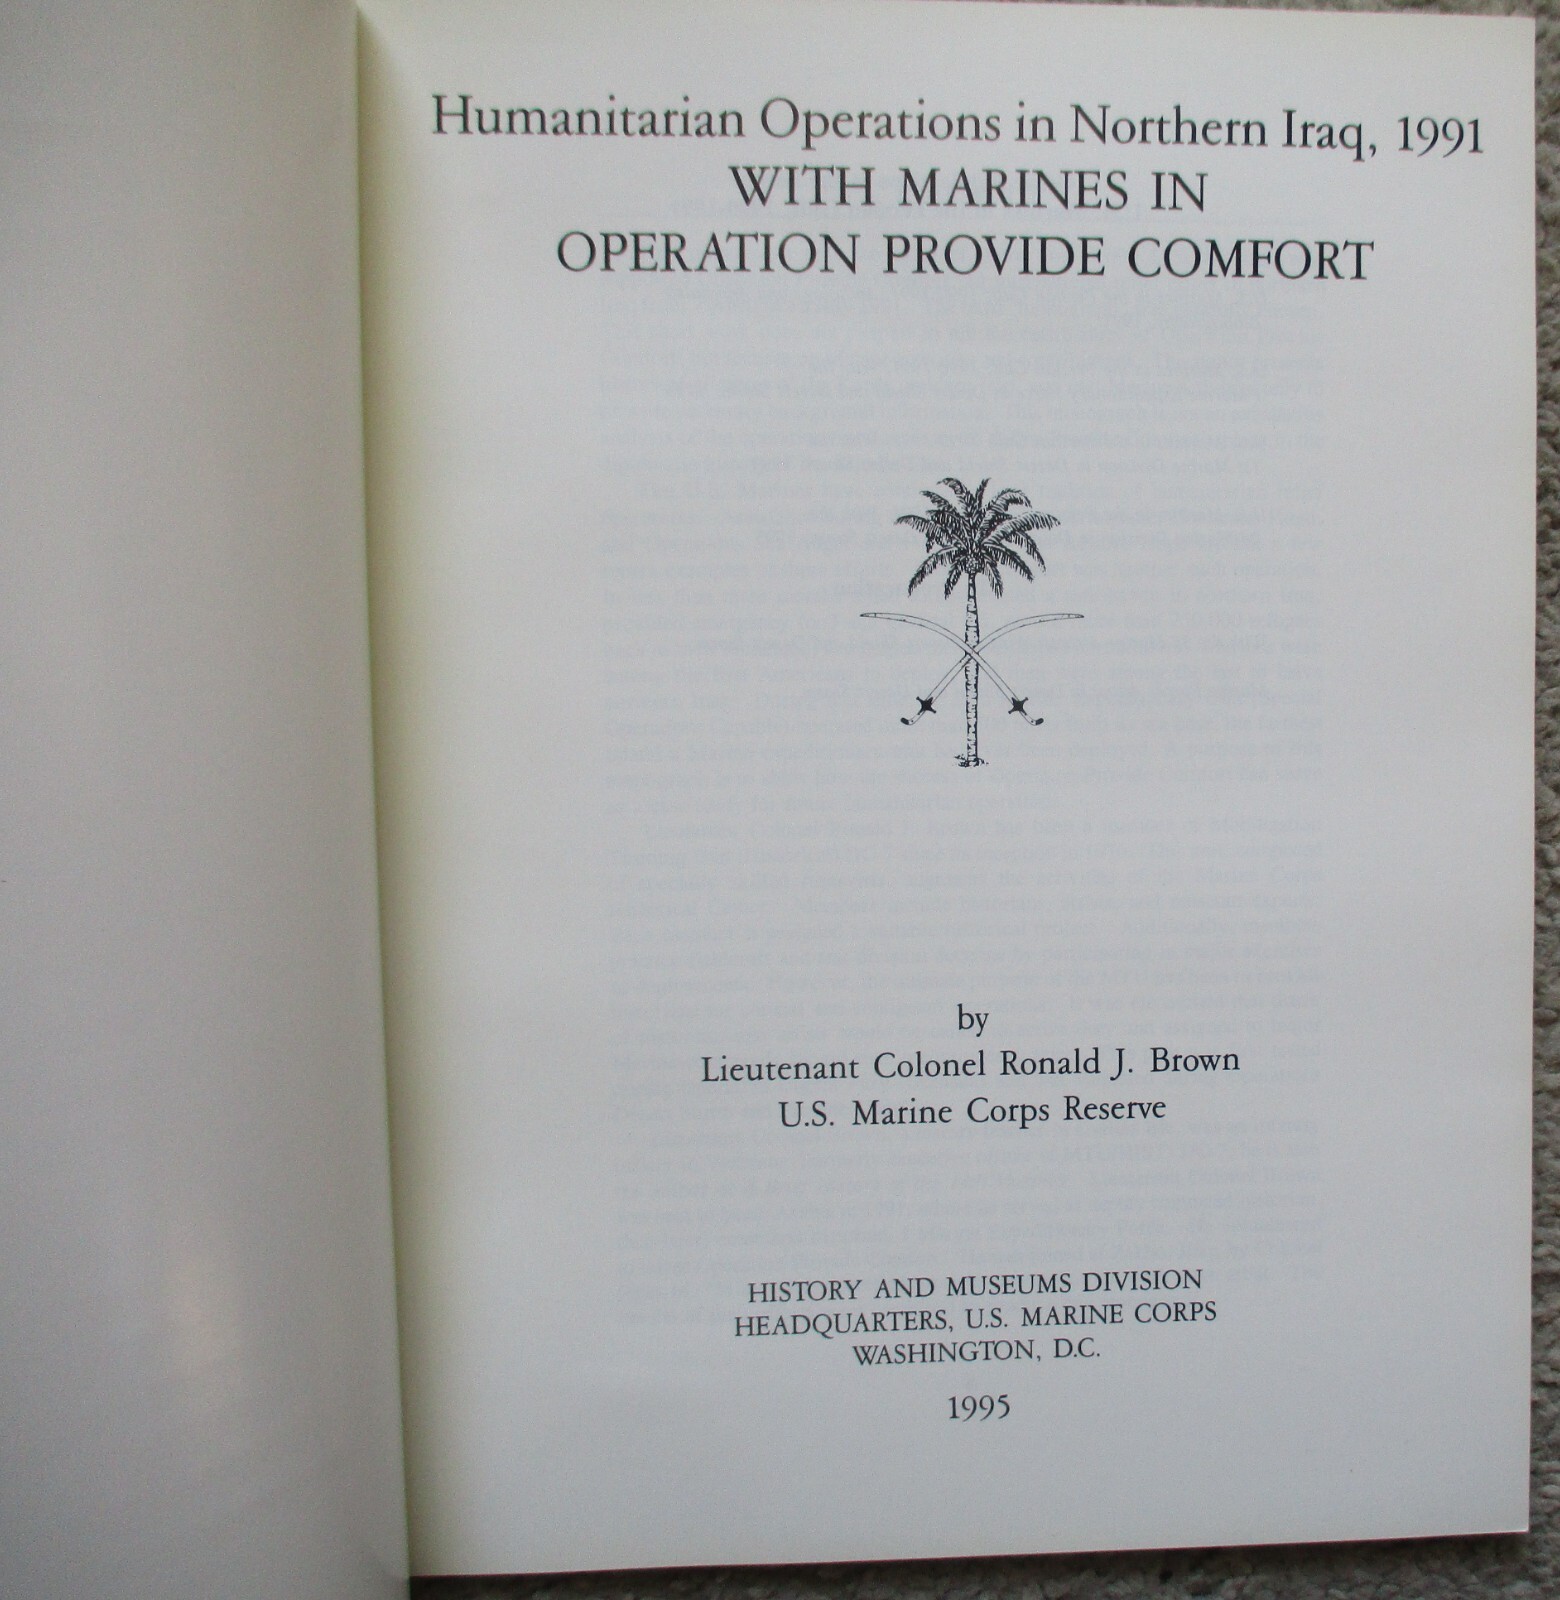 Humanitarian Operations in Northern Iraq, 1991
WITH MARINES IN
OPERATION PROVIDE COMFORT
by
Lieutenant Colonel Ronald J. Brown
U.S. Marine Corps Reserve
HISTORY AND MUSEUMS DIVISION
HEADQUARTERS, U.S. MARINE CORPS
WASHINGTON, D.C.
1995